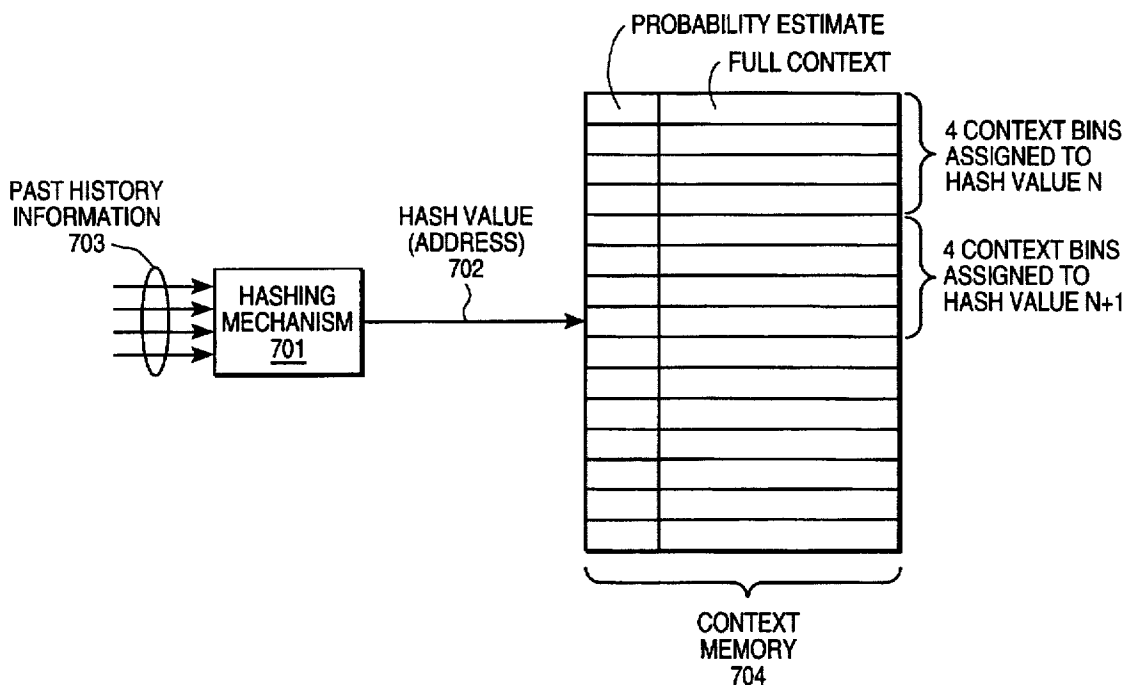 PROBABILITY ESTIMATE
FULL CONTEXT
4 CONTEXT BINS
ASSIGNED TO
HASH VALUE N
PAST HISTORY
INFORMATION
703
HASH VALUE
(ADDRESS)
702
4 CONTEXT BINS
ASSIGNED TO
HASH VALUE N+1
HASHING
MECHANISM
701
CONTEXT
MEMORY
704